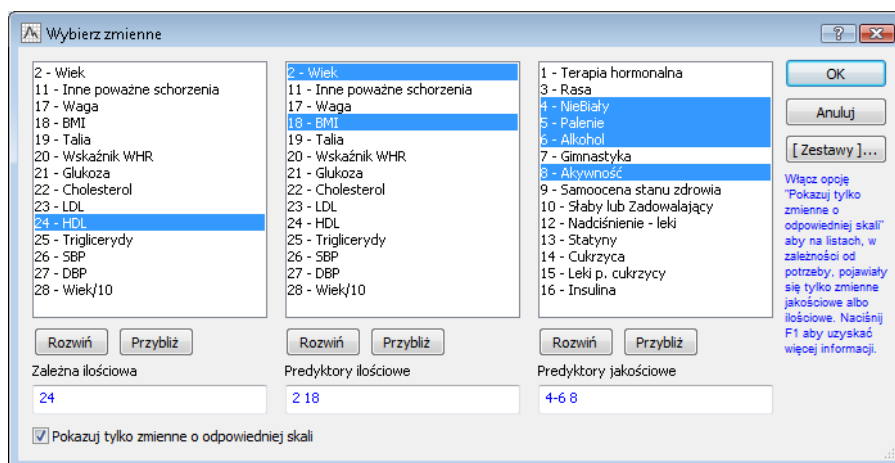 Wybierz zmienne
2 - Wiek
11 - Inne poważne schorzenia
17 - Waga
18 - BMI
19 - Talia
20 - Wskaźnik WHR
21 - Glukoza
22 - Cholesterol
23 - LDL
24 - HDL
25 - Triglicerydy
26 - SBP
27 - DBP
28 - Wiek/10
Rozwiń
Przybliż
Zależna ilościowa
24
2 - Wiek
11 - Inne poważne schorzenia
17 - Waga
18 - BMI
19 - Talia
20 - Wskaźnik WHR
21 - Glukoza
22 - Cholesterol
23 - LDL
24 - HDL
25 - Triglicerydy
26 - SBP
27 - DBP
28 - Wiek/10
Rozwiń
Przybliż
Predyktory ilościowe
2 18
1 - Terapia hormonalna
3 - Rasa
4 - NieBiały
5 - Palenie
6 - Alkohol
7 - Gimnastyka
8 - Akywność
9 - Samoocena stanu zdrowia
10 - Słaby lub Zadowalający
12 - Nadciśnienie - leki
13 - Statyny
14 - Cukrzyca
15 - Leki p. cukrzycy
16 - Insulina
Rozwiń
Przybliż
Predyktory jakościowe
4-6 8
OK
Anuluj
[ Zestawy ]...
Włącz opcję
"Pokazuj tylko
zmienne o
odpowiedniej skali"
aby na listach, w
zależności od
potrzeby, pojawiały
się tylko zmienne
jakościowe albo
ilościowe. Naciśnij
F1 aby uzyskać
więcej informacji.
Pokazuj tylko zmienne o odpowiedniej skali